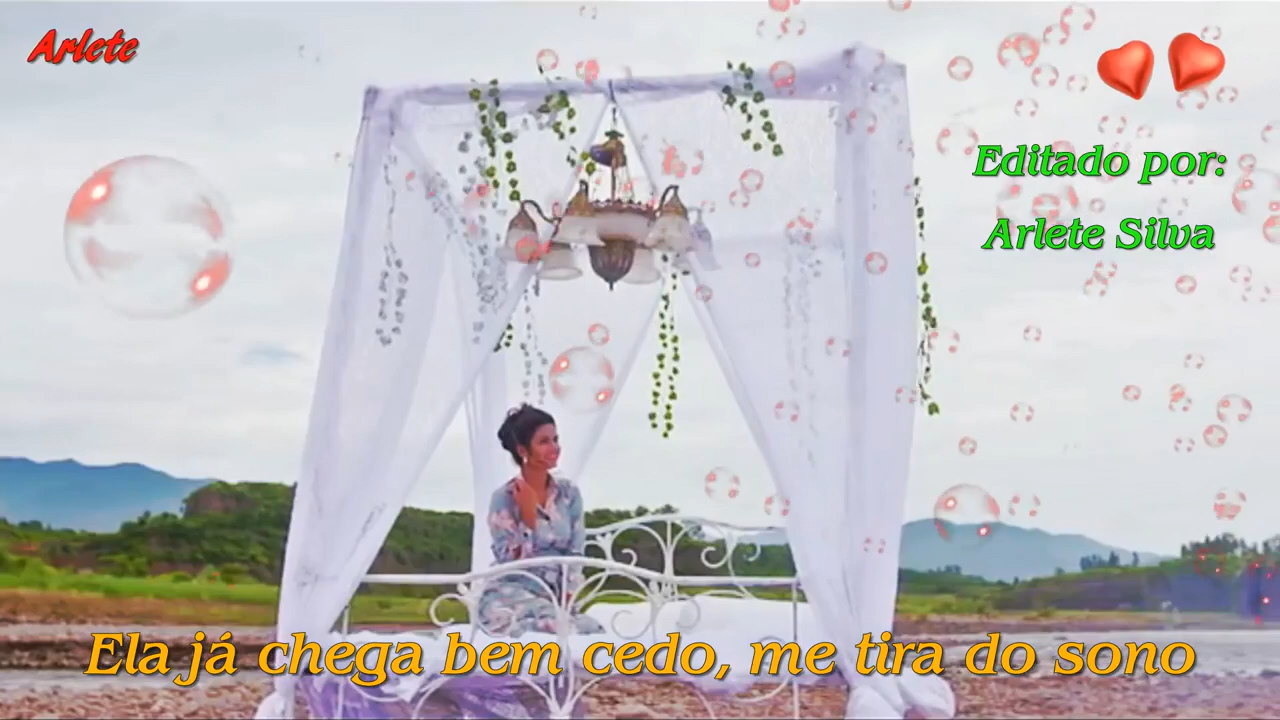 Arlete
Editado por:
Arlete Silva
Ela já chega bem cedo, me tira do sono